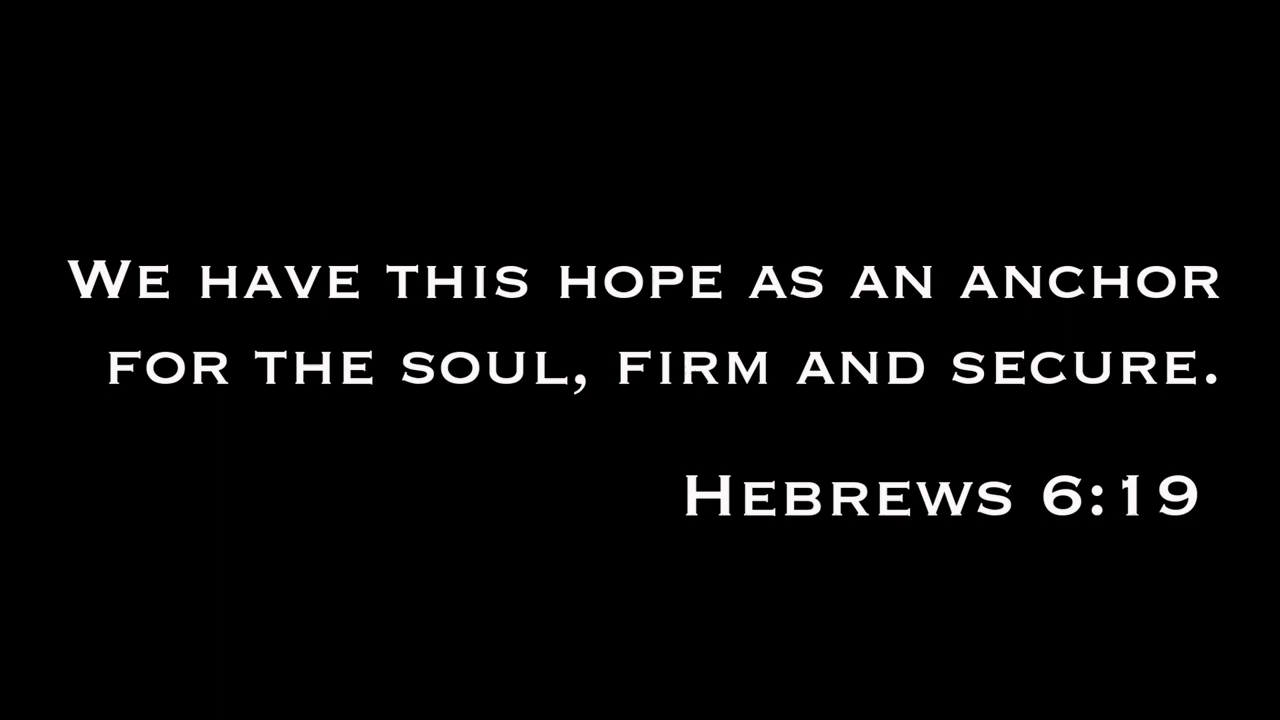 We have this hope as an anchor
for the soul, firm and secure.
Hebrews 6:19